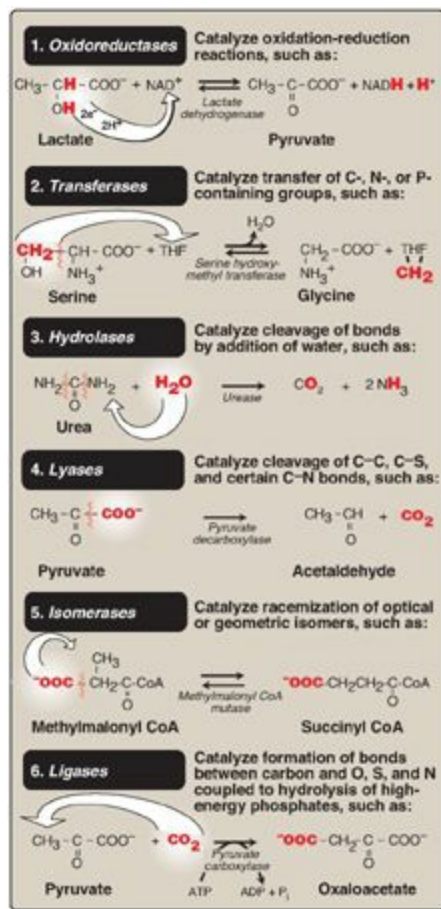 1. Oxidoreductases
Catalyze oxidation-reduction
reactions, such as:
CH₃–CH–COO⁻ + NAD⁺
CH₃–C–COO⁻ + NADH + H⁺
OH
2e⁻
2H⁺
O
Lactate
dehydrogenase
Lactate
Pyruvate
2. Transferases
Catalyze transfer of C-, N-, or P-
containing groups, such as:
H₂O
CH₂–CH–COO⁻ + THF
CH₂–COO⁻ + THF
OH
NH₃⁺
Serine hydroxy-
methyl transferase
NH₃⁺
CH₂
Serine
Glycine
3. Hydrolases
Catalyze cleavage of bonds
by addition of water, such as:
NH₂–C–NH₂ + H₂O
CO₂ + 2 NH₃
O
Urease
Urea
4. Lyases
Catalyze cleavage of C–C, C–S,
and certain C–N bonds, such as:
CH₃–C–COO⁻
CH₃–CH + CO₂
O
Pyruvate
decarboxylase
O
Pyruvate
Acetaldehyde
5. Isomerases
Catalyze racemization of optical
or geometric isomers, such as:
CH₃
⁻OOC–CH₂C–CoA
⁻OOC–CH₂CH₂C–CoA
O
Methylmalonyl CoA
mutase
O
Methylmalonyl CoA
Succinyl CoA
6. Ligases
Catalyze formation of bonds
between carbon and O, S, and N
coupled to hydrolysis of high-
energy phosphates, such as:
CH₃–C–COO⁻ + CO₂
⁻OOC–CH₂–C–COO⁻
O
Pyruvate
carboxylase
O
Pyruvate
ATP
ADP + Pᵢ
Oxaloacetate